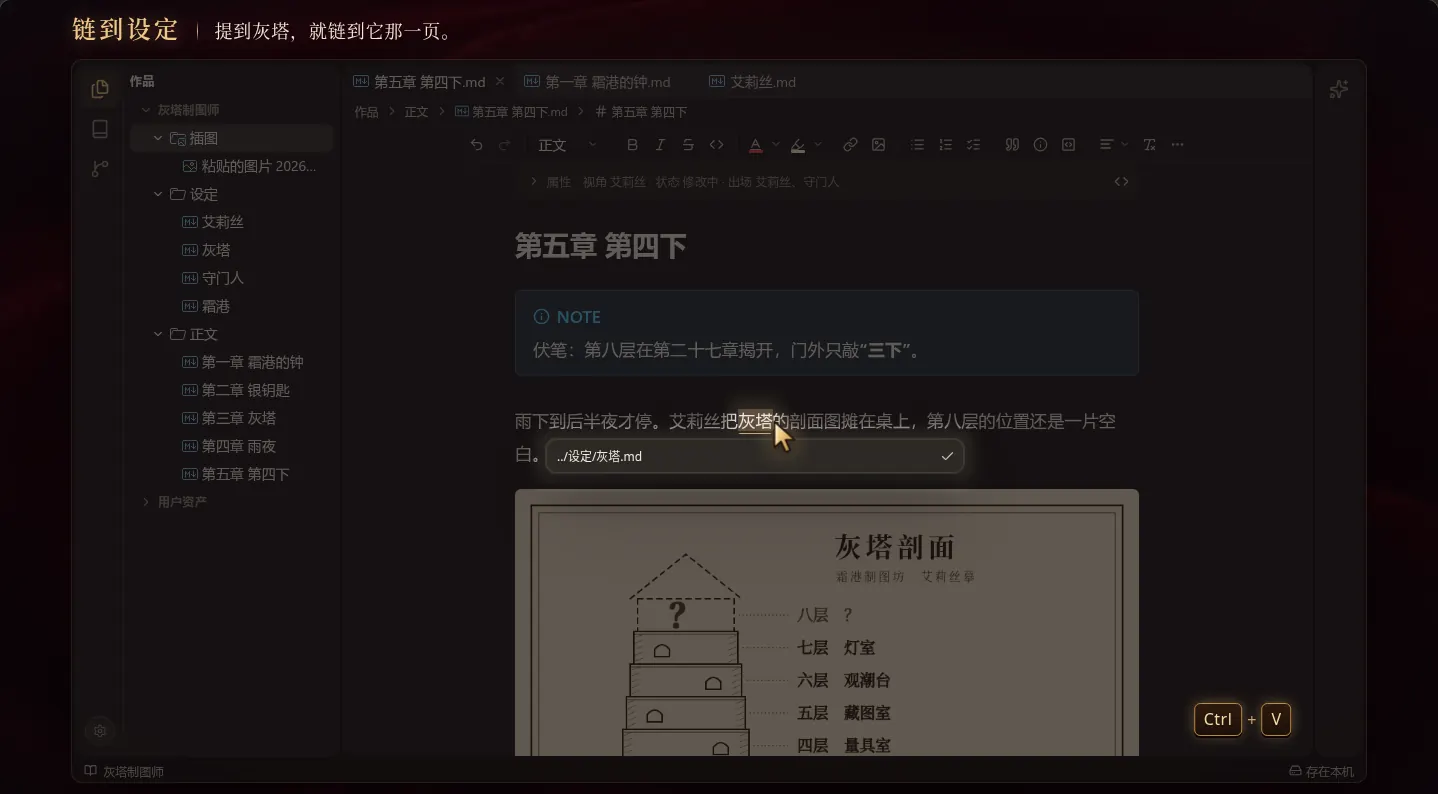 链到设定
提到灰塔，就链到它那一页。
作品
灰塔制图师
插图
粘贴的图片 2026...
设定
艾莉丝
灰塔
守门人
霜港
正文
第一章 霜港的钟
第二章 银钥匙
第三章 灰塔
第四章 雨夜
第五章 第四下
用户资产
第五章 第四下.md
第一章 霜港的钟.md
艾莉丝.md
作品 > 正文 > 第五章 第四下.md > # 第五章 第四下
正文
B I S A
属性 视角 艾莉丝 · 状态 修改中 · 出场 艾莉丝、守门人
第五章 第四下
NOTE
伏笔：第八层在第二十七章揭开，门外只敲“三下”。
雨下到后半夜才停。艾莉丝把灰塔的剖面图摊在桌上，第八层的位置还是一片空
白。
../设定/灰塔.md
灰塔剖面
霜港制图坊 艾莉丝草
?
八层 ?
七层 灯室
六层 观潮台
五层 藏图室
四层 量具室
Ctrl + V
灰塔制图师
存在本机